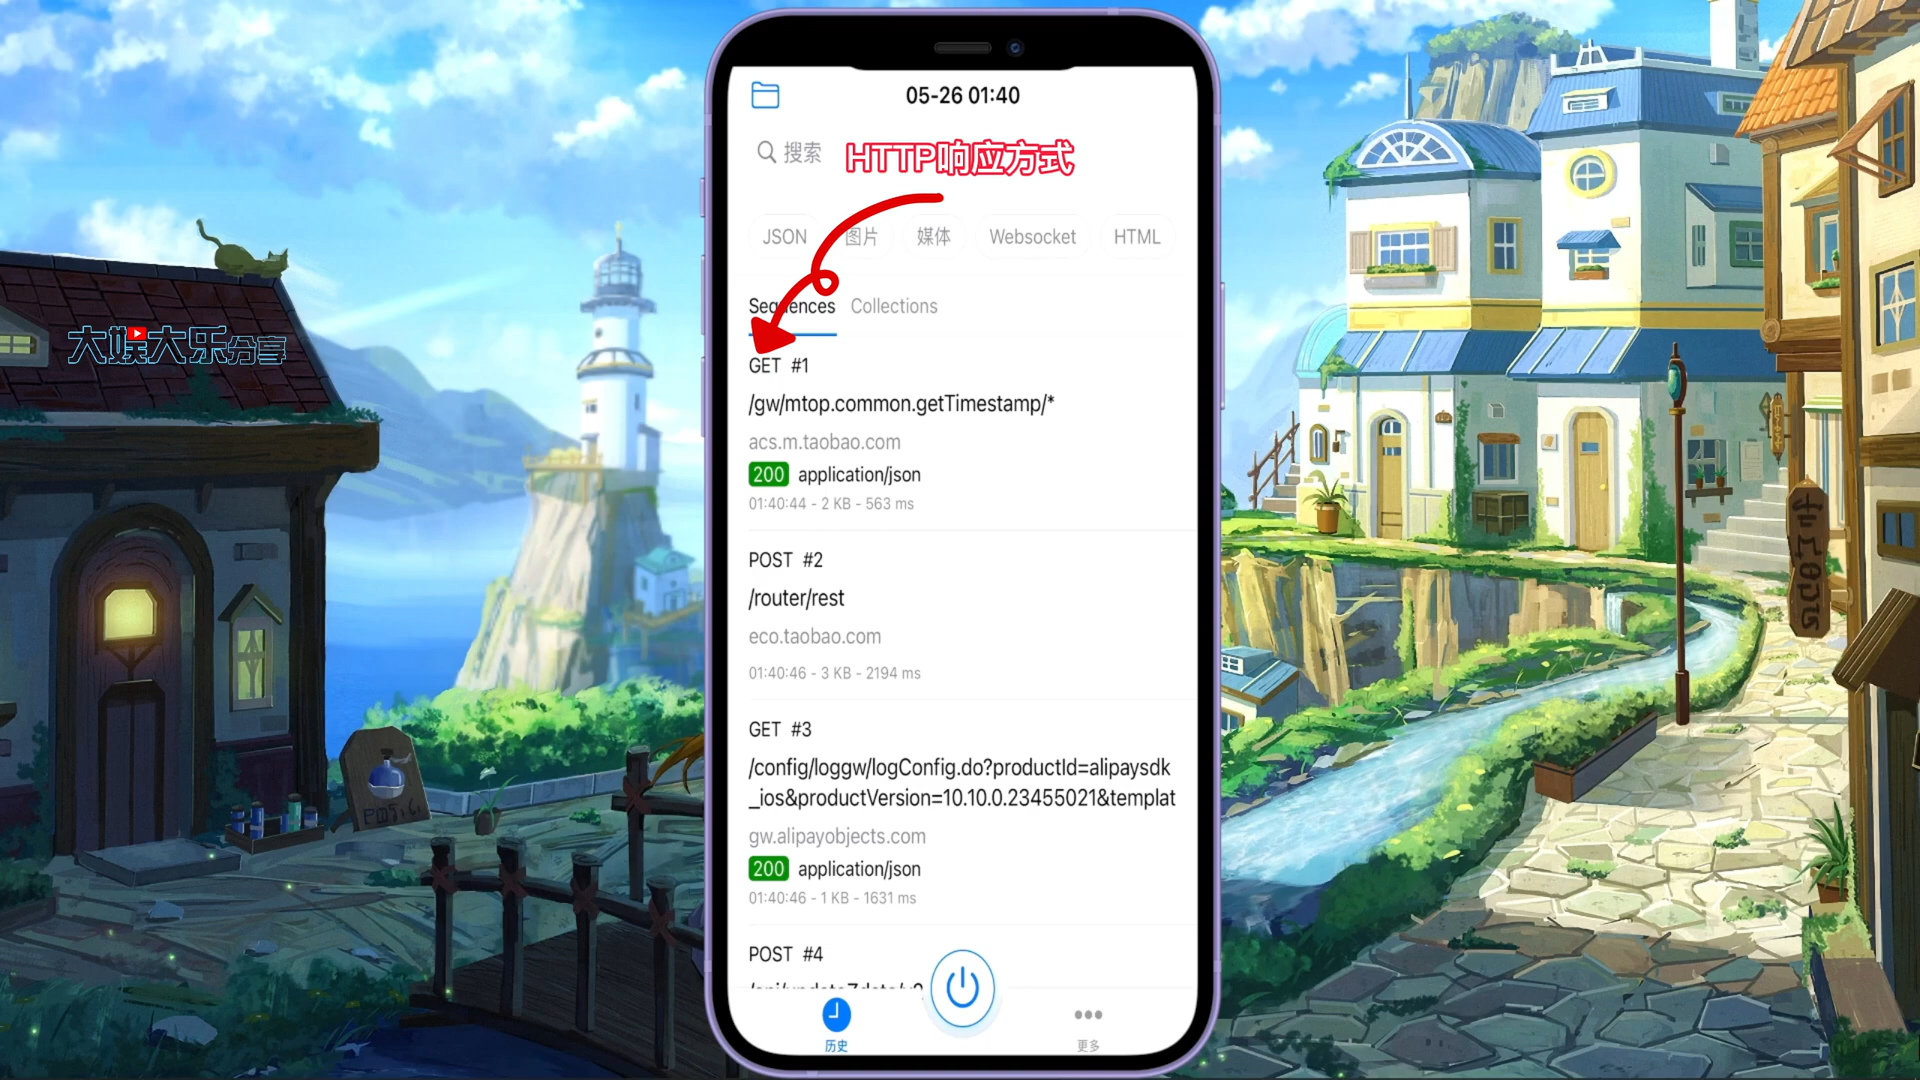 05-26 01:40
搜索
HTTP响应方式
JSON 图片 媒体 Websocket HTML
Sequences Collections
GET #1
/gw/mtop.common.getTimestamp/*
acs.m.taobao.com
200 application/json
01:40:44 - 2 KB - 563 ms
POST #2
/router/rest
eco.taobao.com
01:40:46 - 3 KB - 2194 ms
GET #3
/config/loggw/logConfig.do?productId=alipaysdk
_ios&productVersion=10.10.0.23455021&templat
gw.alipayobjects.com
200 application/json
01:40:46 - 1 KB - 1631 ms
POST #4
历史
更多
大娱大乐分享